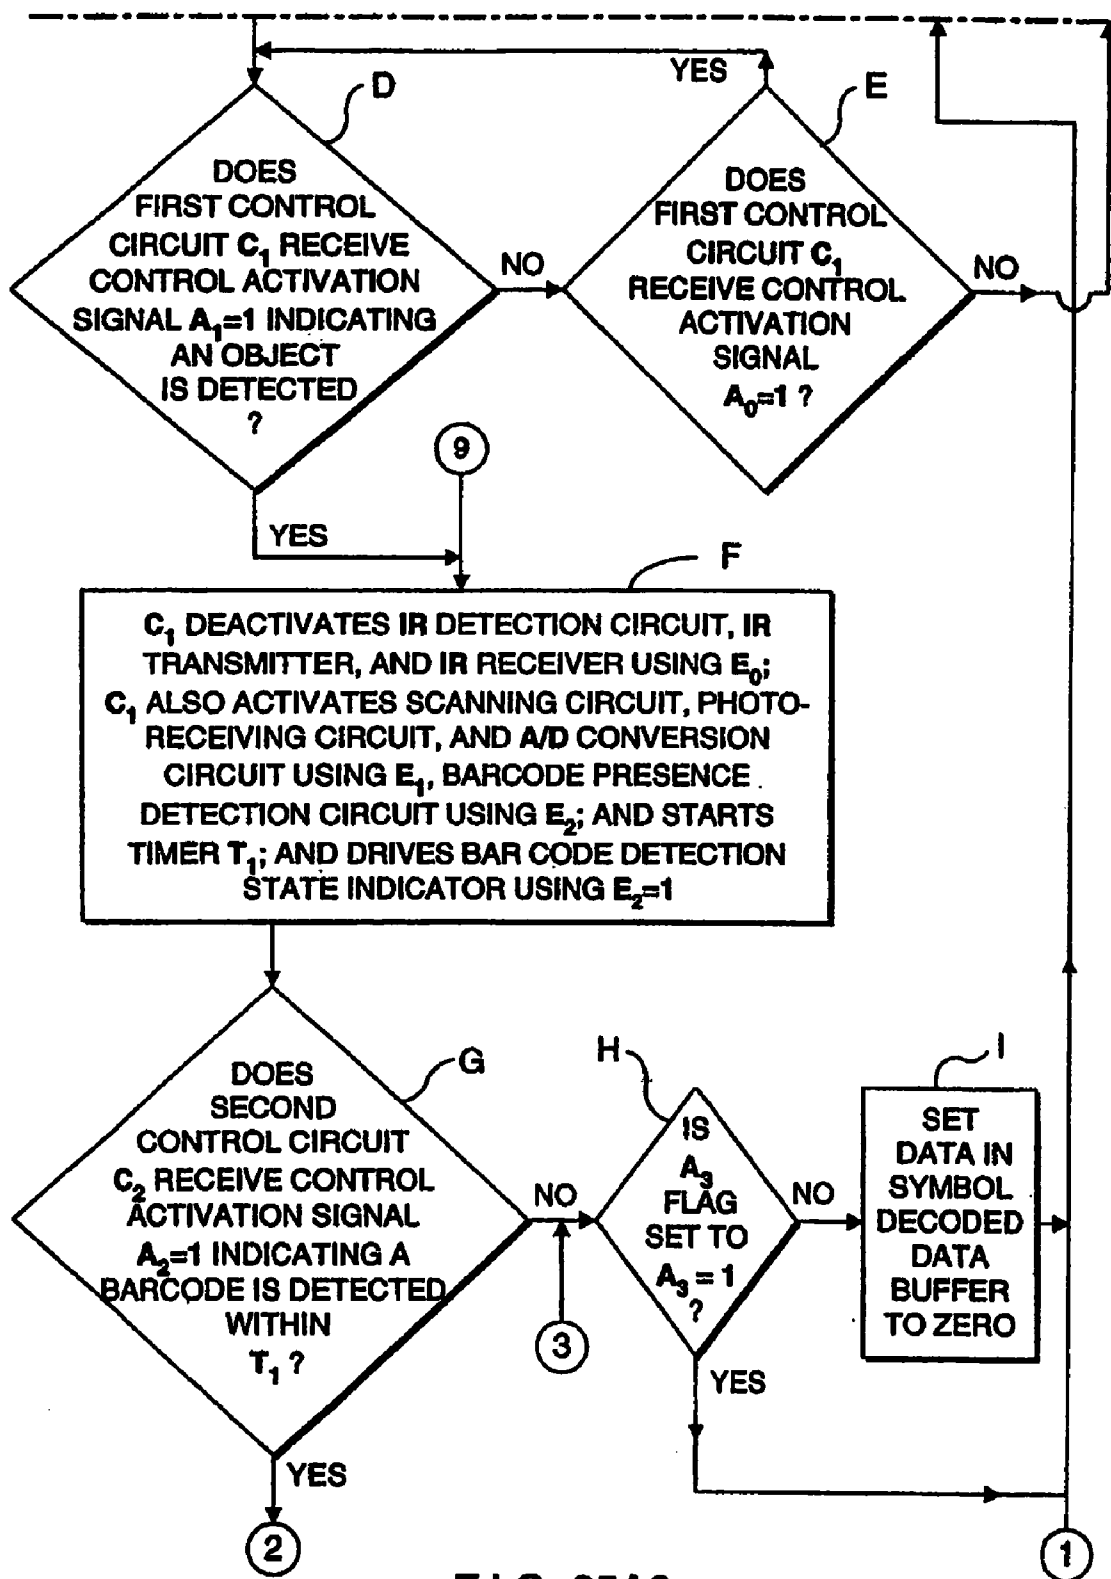 YES
D
E
DOES
FIRST CONTROL
CIRCUIT C1 RECEIVE
CONTROL ACTIVATION
SIGNAL A1=1 INDICATING
AN OBJECT
IS DETECTED
?
NO
DOES
FIRST CONTROL
CIRCUIT C1
RECEIVE CONTROL
ACTIVATION
SIGNAL
A0=1 ?
NO
9
YES
F
C1 DEACTIVATES IR DETECTION CIRCUIT, IR
TRANSMITTER, AND IR RECEIVER USING E0;
C1 ALSO ACTIVATES SCANNING CIRCUIT, PHOTO-
RECEIVING CIRCUIT, AND A/D CONVERSION
CIRCUIT USING E1, BARCODE PRESENCE
DETECTION CIRCUIT USING E2; AND STARTS
TIMER T1; AND DRIVES BAR CODE DETECTION
STATE INDICATOR USING E2=1
G
DOES
SECOND
CONTROL CIRCUIT
C2 RECEIVE CONTROL
ACTIVATION SIGNAL
A2=1 INDICATING A
BARCODE IS DETECTED
WITHIN
T1 ?
NO
3
H
IS
A3
FLAG
SET TO
A3 = 1
?
NO
I
SET
DATA IN
SYMBOL
DECODED
DATA
BUFFER
TO ZERO
YES
YES
2
1